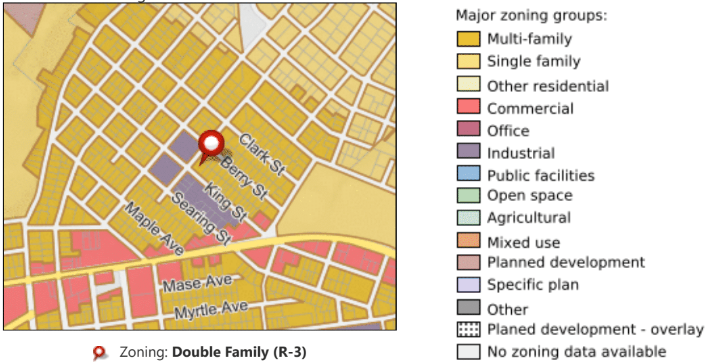 Clark St
Berry St
King St
Searing St
Maple Ave
Mase Ave
Myrtle Ave
Zoning: Double Family (R-3)
Major zoning groups:
Multi-family
Single family
Other residential
Commercial
Office
Industrial
Public facilities
Open space
Agricultural
Mixed use
Planned development
Specific plan
Other
Planed development - overlay
No zoning data available